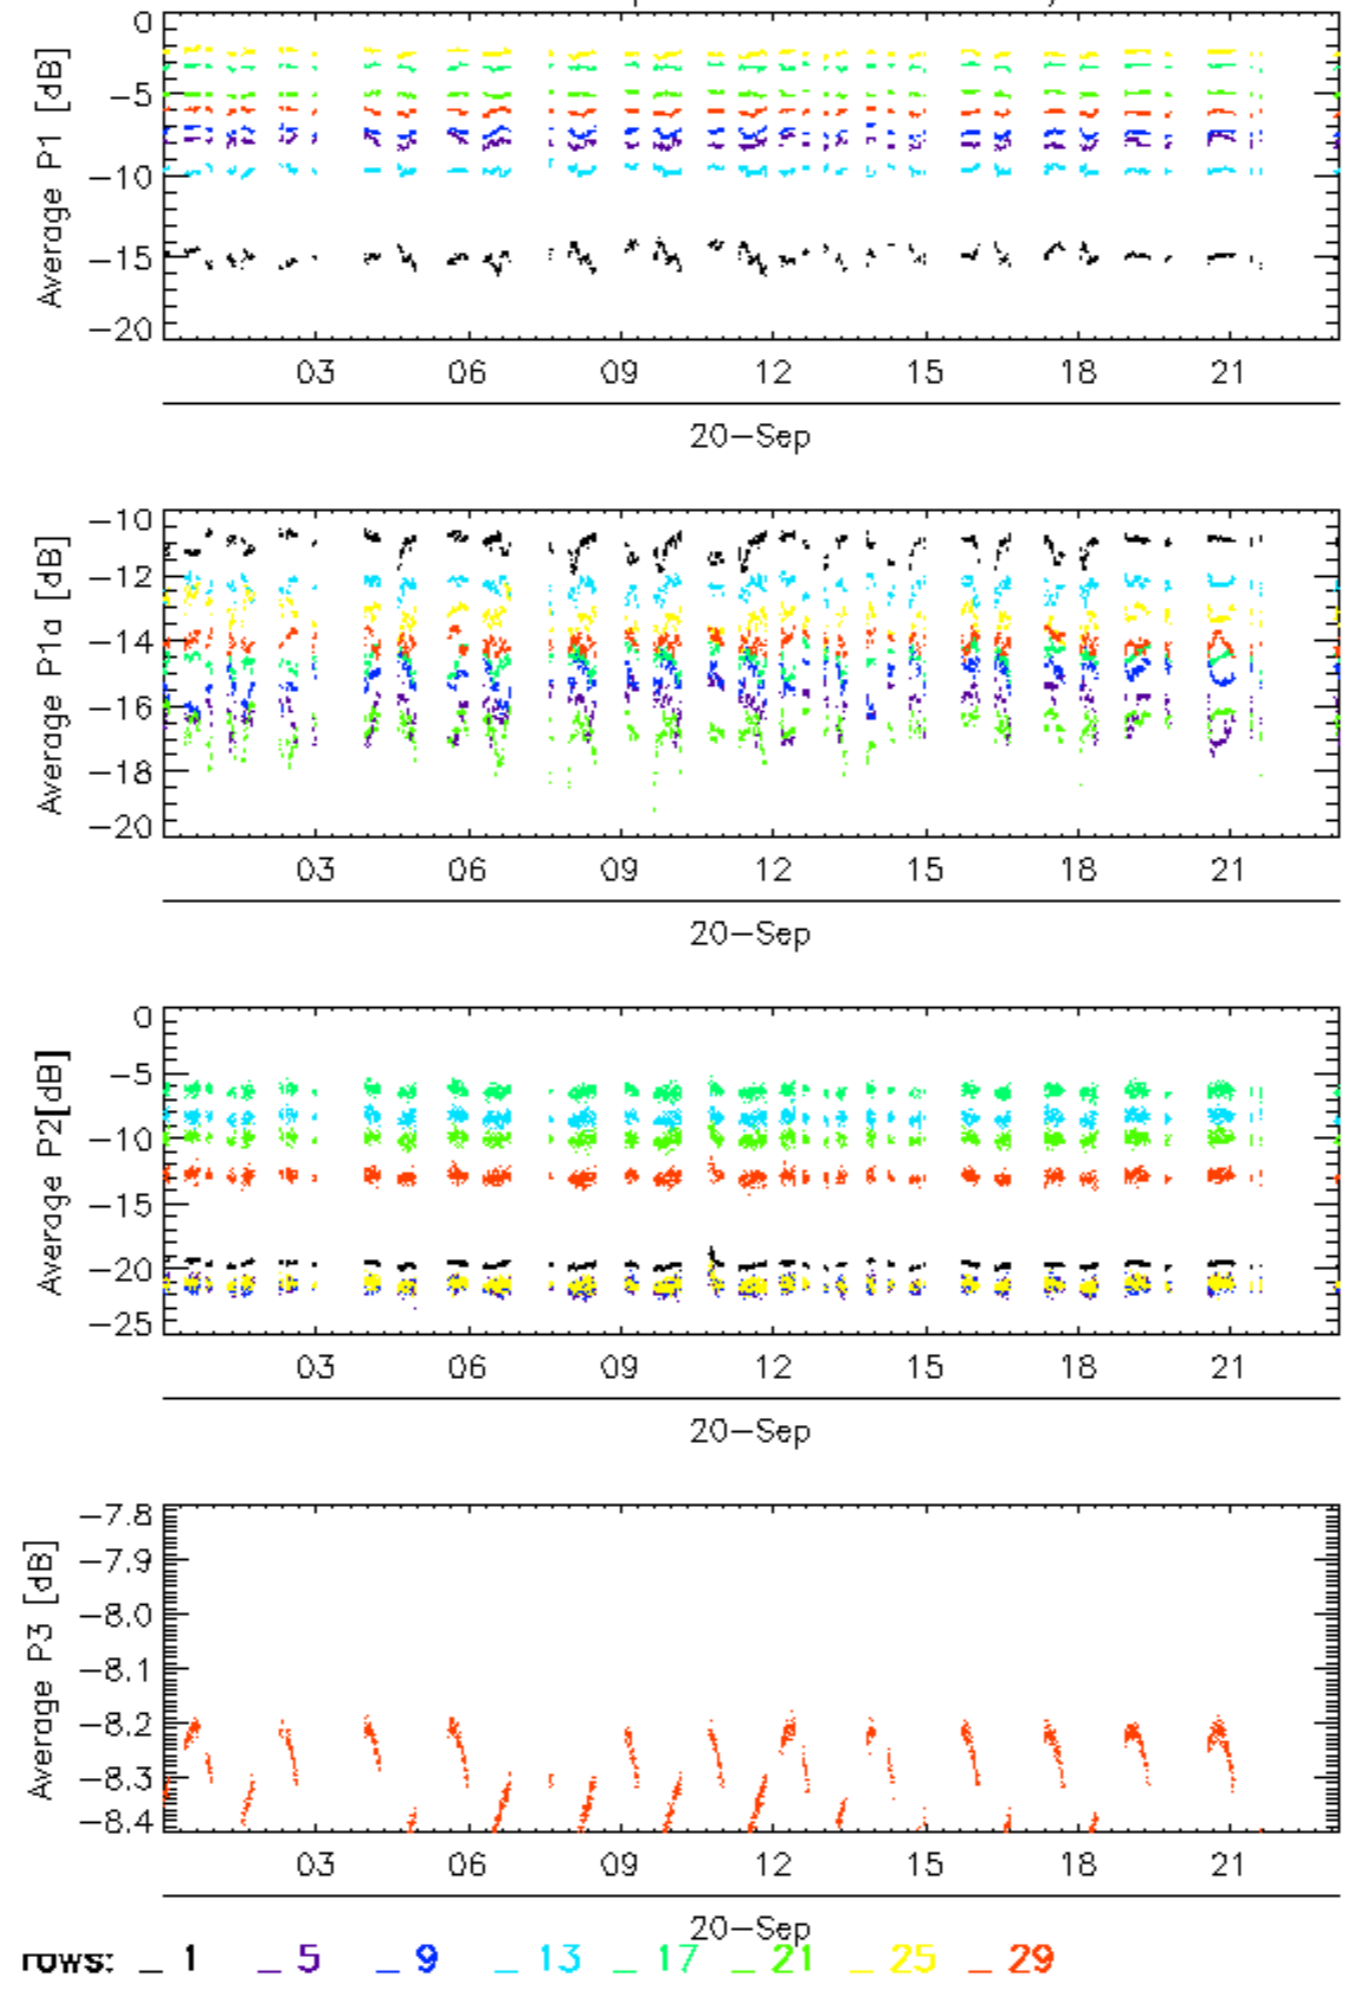 0
−5
−10
−15
−20
Average P1 [dB]
03 06 09 12 15 18 21
20−Sep
−10
−12
−14
−16
−18
−20
Average P1a [dB]
03 06 09 12 15 18 21
20−Sep
0
−5
−10
−15
−20
−25
Average P2[dB]
03 06 09 12 15 18 21
20−Sep
−7.8
−7.9
−8.0
−8.1
−8.2
−8.3
−8.4
Average P3 [dB]
03 06 09 12 15 18 21
20−Sep
rows: _ 1 _ 5 _ 9 _ 13 _ 17 _ 21 _ 25 _ 29